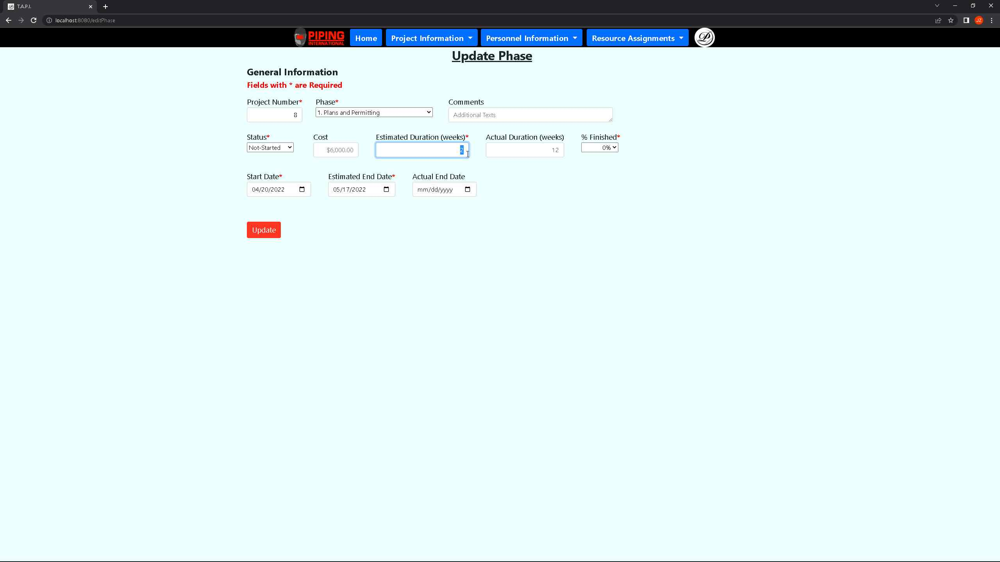 T.A.P.I.
localhost:8080/editPhase
JZ
PIPING
INTERNATIONAL
Home
Project Information
Personnel Information
Resource Assignments
Update Phase
General Information
Fields with * are Required
Project Number* Phase* Comments
8 1. Plans and Permitting Additional Texts
Status* Cost Estimated Duration (weeks)* Actual Duration (weeks) % Finished*
Not-Started $6,000.00 2 12 0%
Start Date* Estimated End Date* Actual End Date
04/20/2022 05/17/2022 mm/dd/yyyy
Update